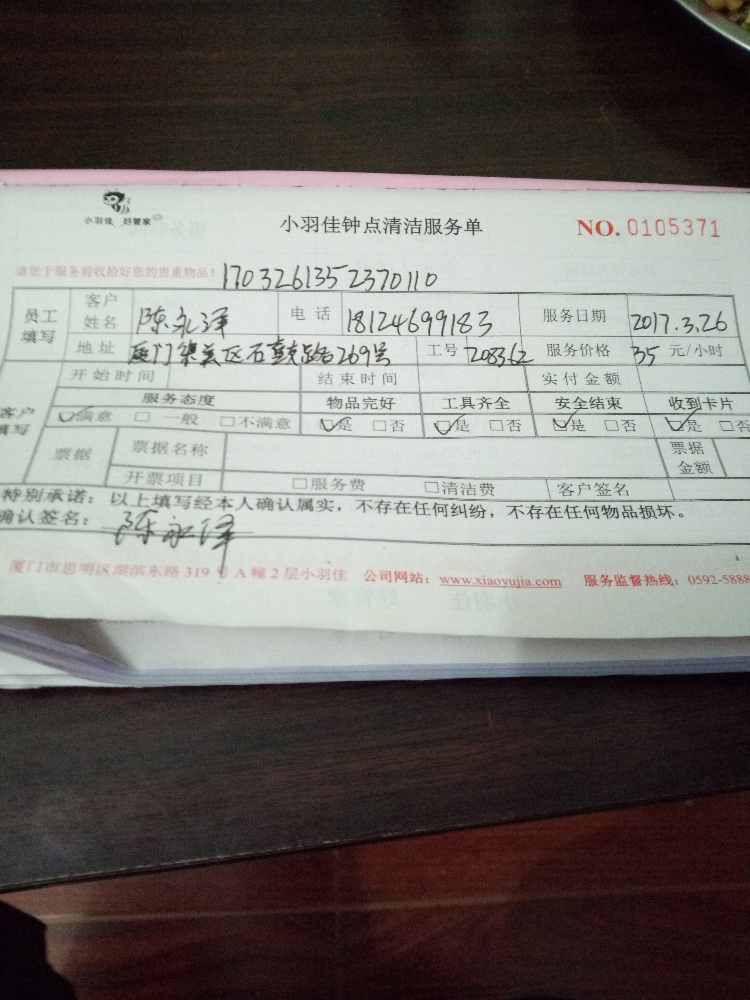 小羽佳 好管家
小羽佳钟点清洁服务单
NO. 0105371
请您于服务前收拾好您的贵重物品! 1703261352370110
员工填写 客户姓名 陈永泽 电话 18124699183 服务日期 2017.3.26
地址 厦门集美区石鼓路269号 工号 208362 服务价格 35 元/小时
客户填写 开始时间 结束时间 实付金额
服务态度 物品完好 工具齐全 安全结束 收到卡片
☑满意 □一般 □不满意 ☑是 □否 ☑是 □否 ☑是 □否 ☑是 □否
票据 票据名称 票据金额
开票项目 □服务费 □清洁费 客户签名
特别承诺：以上填写经本人确认属实，不存在任何纠纷，不存在任何物品损坏。
确认签名：陈永泽
厦门市思明区湖滨东路 319 号 A 幢 2 层小羽佳 公司网站：www.xiaoyujia.com 服务监督热线：0592-5888